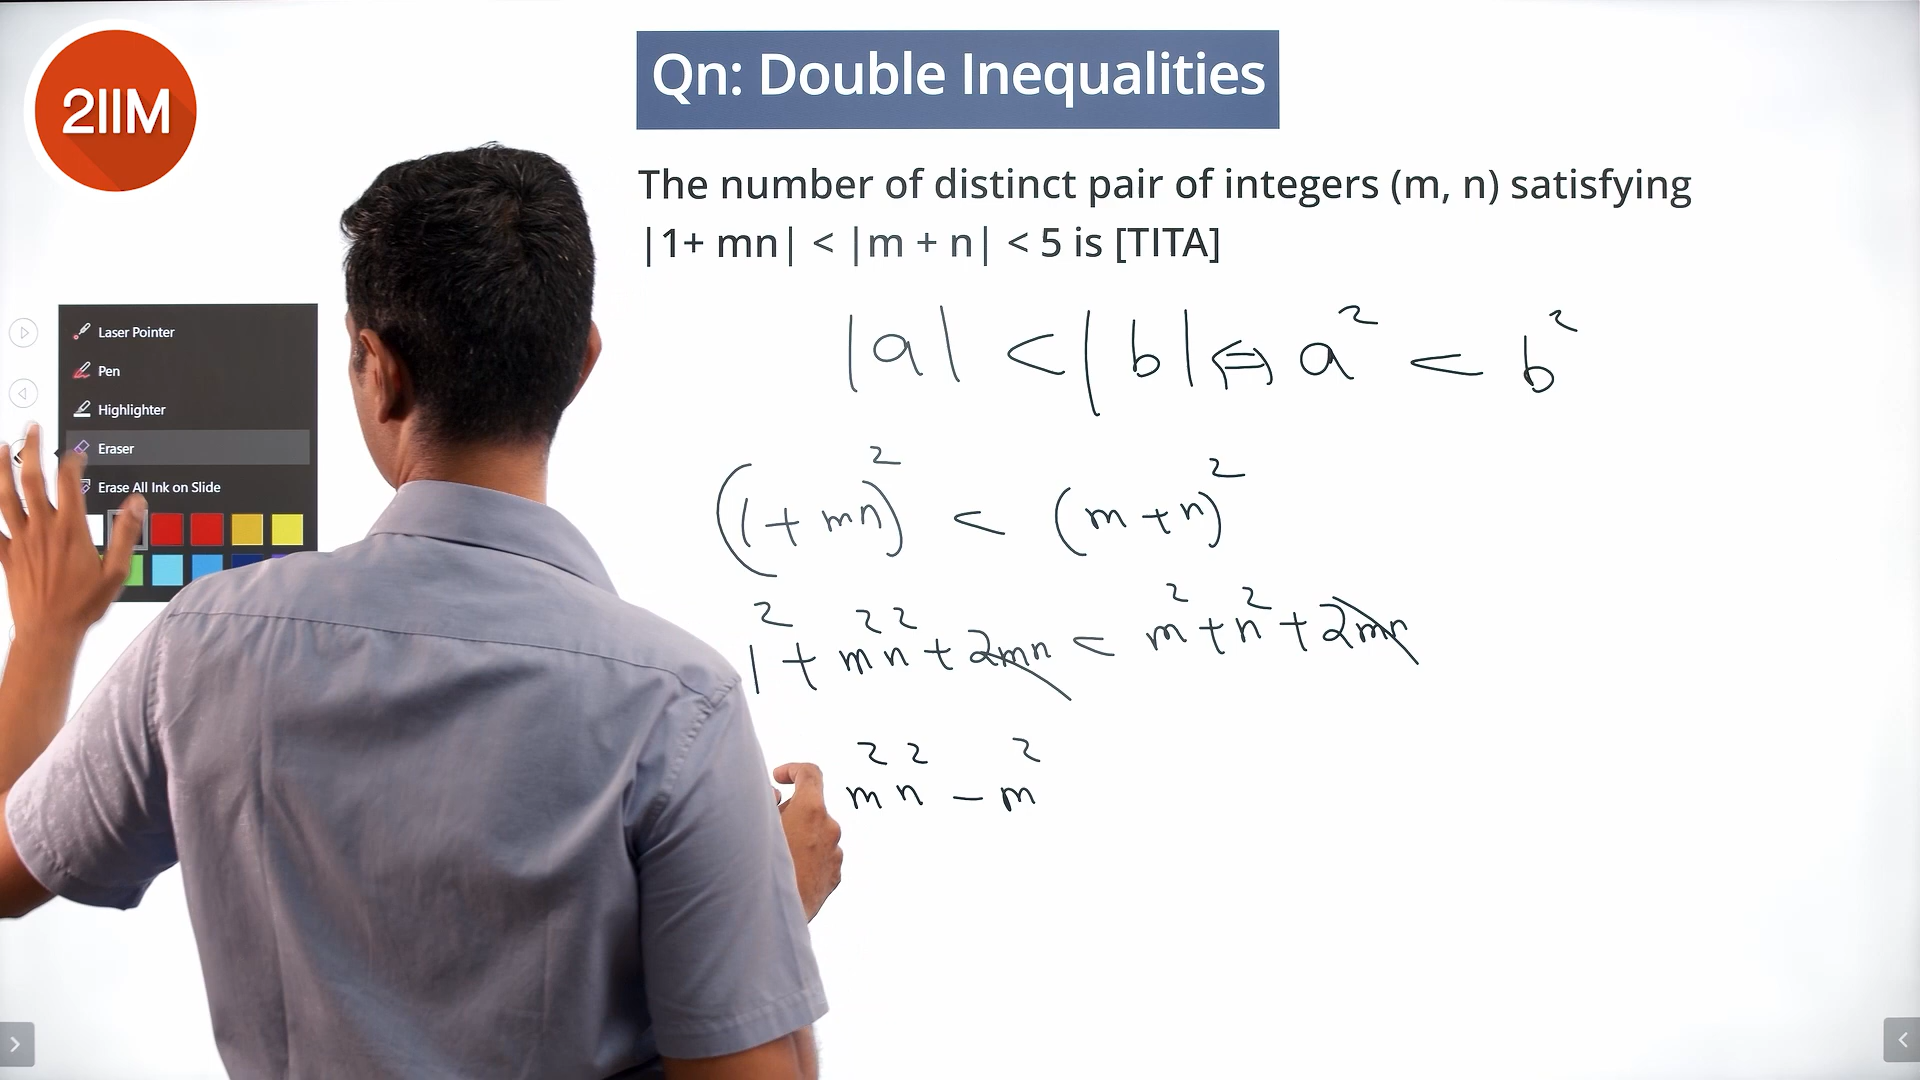 2IIM
Qn: Double Inequalities
The number of distinct pair of integers (m, n) satisfying
|1+ mn| < |m + n| < 5 is [TITA]
|a| < |b| ⇔ a² < b²
(1 + mn)² < (m + n)²
1² + m²n² + 2mn < m² + n² + 2mn
m²n² − m²
Laser Pointer
Pen
Highlighter
Eraser
Erase All Ink on Slide